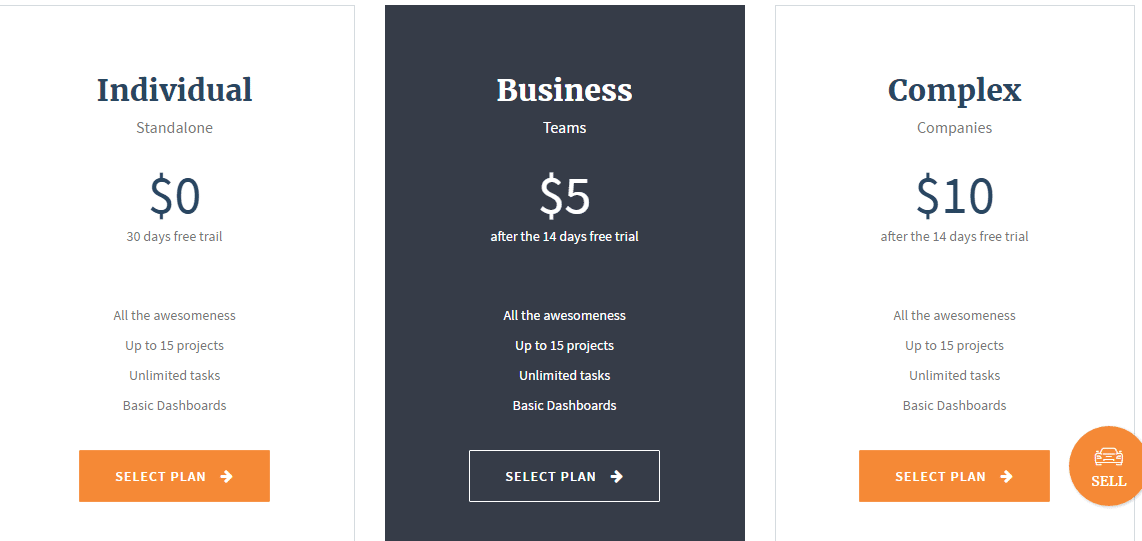 Individual
Standalone
$0
30 days free trail
All the awesomeness
Up to 15 projects
Unlimited tasks
Basic Dashboards
SELECT PLAN
Business
Teams
$5
after the 14 days free trial
All the awesomeness
Up to 15 projects
Unlimited tasks
Basic Dashboards
SELECT PLAN
Complex
Companies
$10
after the 14 days free trial
All the awesomeness
Up to 15 projects
Unlimited tasks
Basic Dashboards
SELECT PLAN
SELL